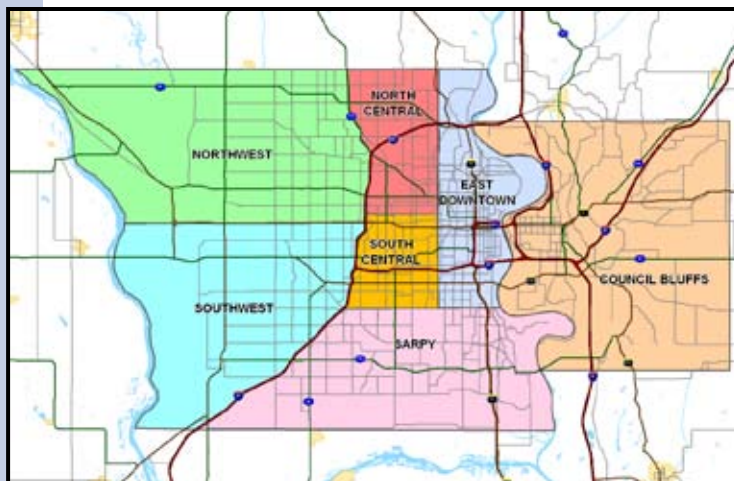 NORTH
CENTRAL
NORTHWEST
EAST
DOWNTOWN
SOUTH
CENTRAL
COUNCIL BLUFFS
SOUTHWEST
SARPY